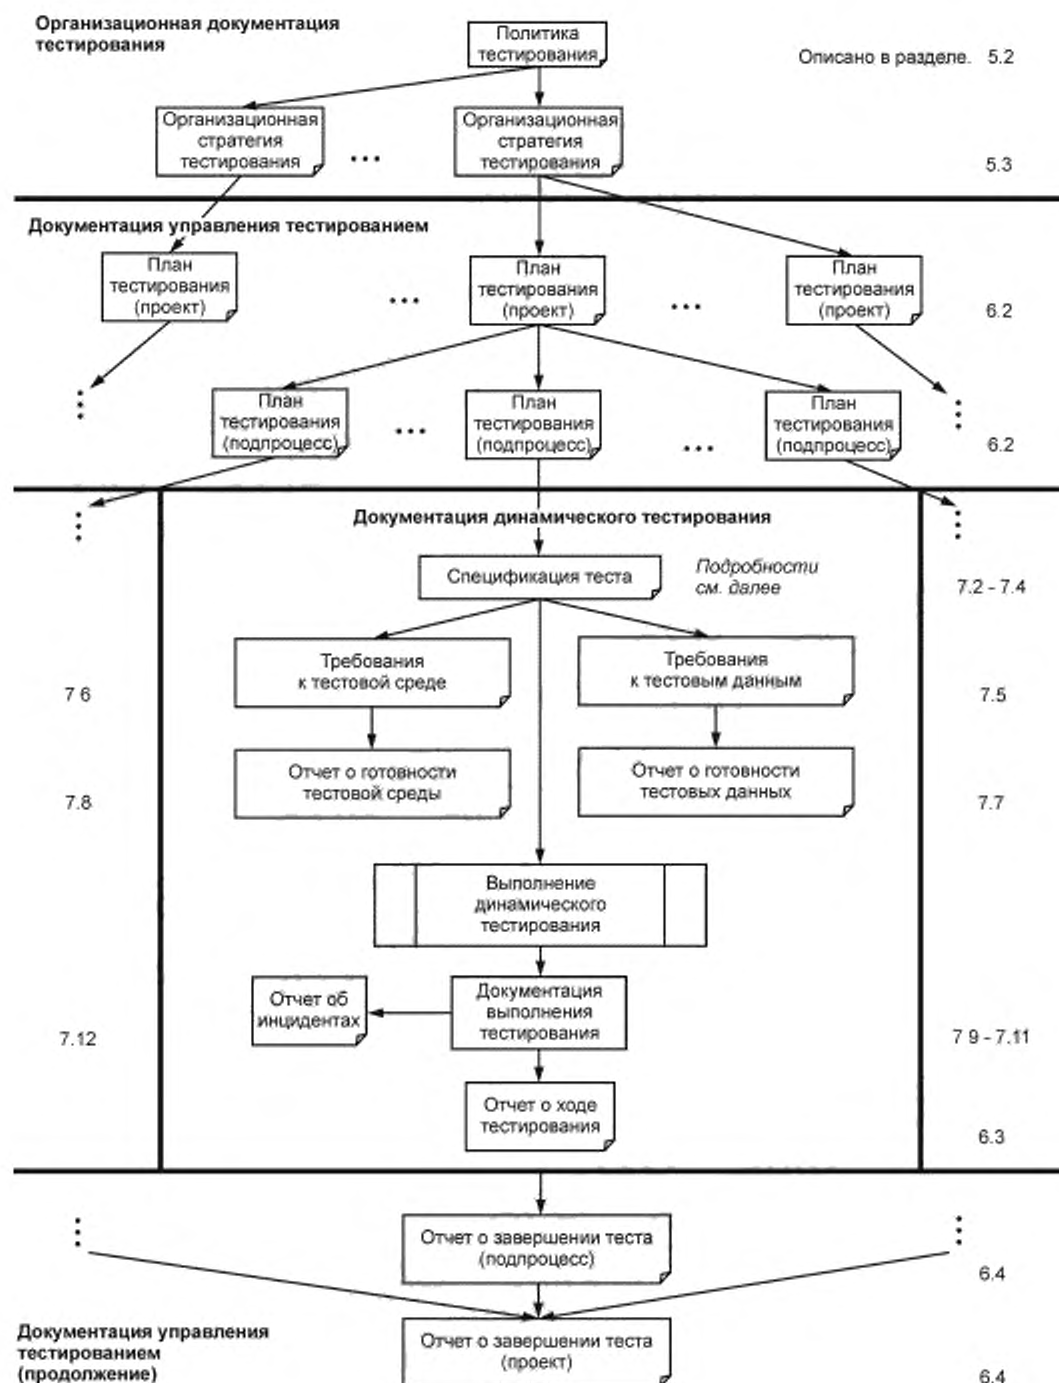 Организационная документация
тестирования
Политика
тестирования
Описано в разделе. 5.2
Организационная
стратегия
тестирования
...
Организационная
стратегия
тестирования
5.3
Документация управления тестированием
План
тестирования
(проект)
...
План
тестирования
(проект)
...
План
тестирования
(проект)
6.2
План
тестирования
(подпроцесс)
...
План
тестирования
(подпроцесс)
...
План
тестирования
(подпроцесс)
6.2
Документация динамического тестирования
Спецификация теста
Подробности
см. далее
7.2 - 7.4
Требования
к тестовой среде
7 6
Требования
к тестовым данным
7.5
Отчет о готовности
тестовой среды
7.8
Отчет о готовности
тестовых данных
7.7
Выполнение
динамического
тестирования
Отчет об
инцидентах
7.12
Документация
выполнения
тестирования
7 9 - 7.11
Отчет о ходе
тестирования
6.3
Отчет о завершении теста
(подпроцесс)
6.4
Документация управления
тестированием
(продолжение)
Отчет о завершении теста
(проект)
6.4